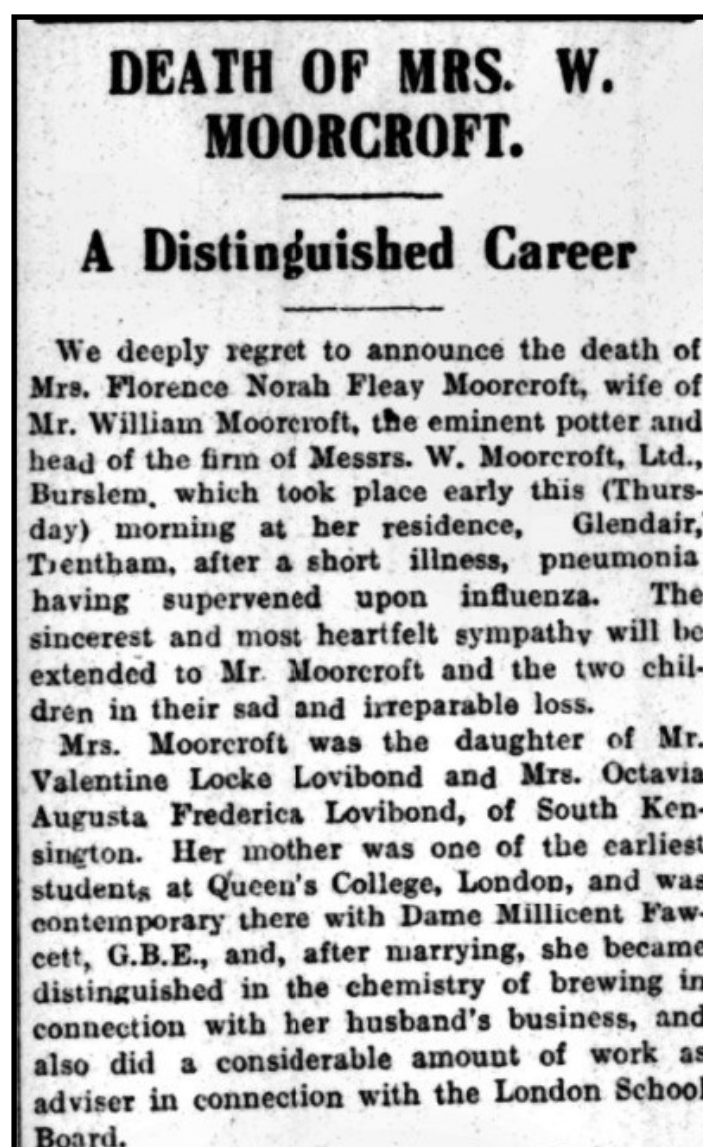 DEATH OF MRS. W.
MOORCROFT.
A Distinguished Career
We deeply regret to announce the death of
Mrs. Florence Norah Fleay Moorcroft, wife of
Mr. William Moorcroft, the eminent potter and
head of the firm of Messrs. W. Moorcroft, Ltd.,
Burslem, which took place early this (Thurs-
day) morning at her residence, Glendair,
Trentham, after a short illness, pneumonia
having supervened upon influenza. The
sincerest and most heartfelt sympathy will be
extended to Mr. Moorcroft and the two chil-
dren in their sad and irreparable loss.
Mrs. Moorcroft was the daughter of Mr.
Valentine Locke Lovibond and Mrs. Octavia
Augusta Frederica Lovibond, of South Ken-
sington. Her mother was one of the earliest
students at Queen's College, London, and was
contemporary there with Dame Millicent Faw-
cett, G.B.E., and, after marrying, she became
distinguished in the chemistry of brewing in
connection with her husband's business, and
also did a considerable amount of work as
adviser in connection with the London School
Board.